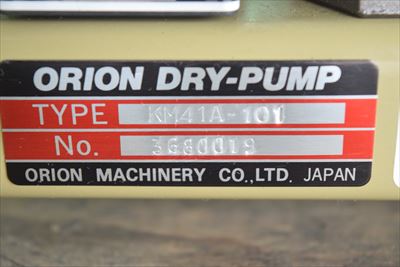 ORION DRY-PUMP
TYPE KM41A-101
No. 3680019
ORION MACHINERY CO.,LTD. JAPAN